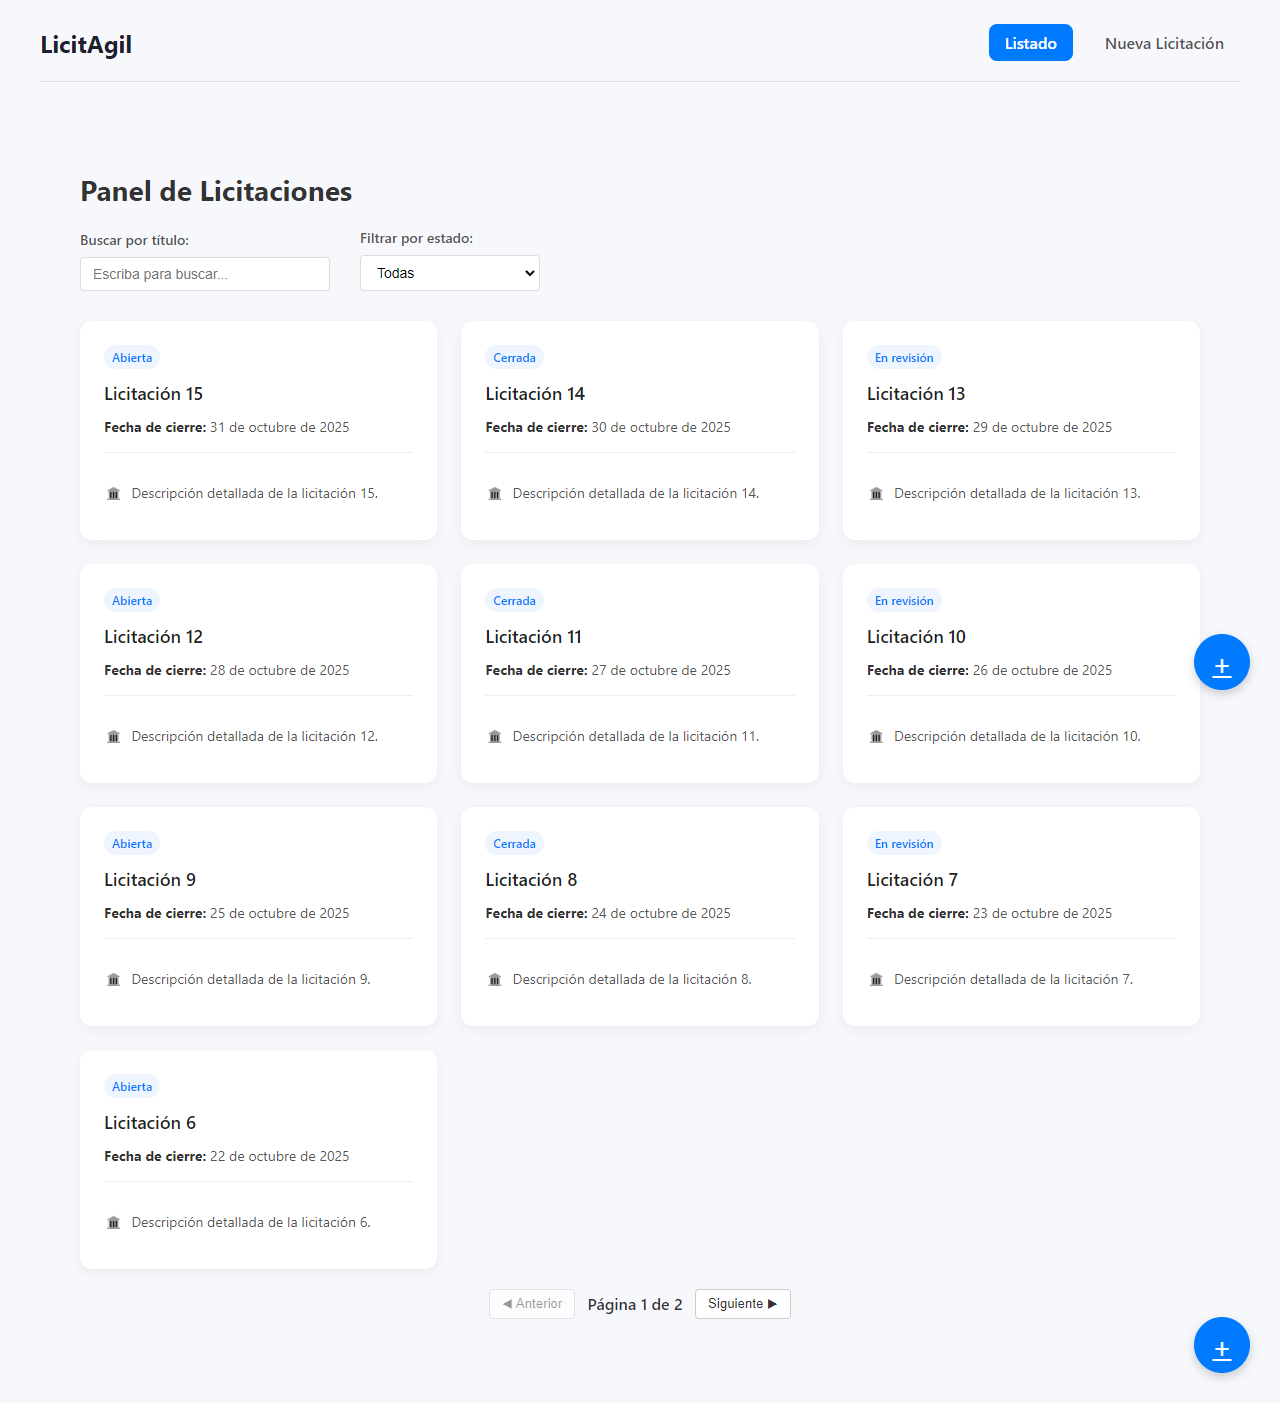 LicitAgil
Listado
Nueva Licitación
Panel de Licitaciones
Buscar por título:
Filtrar por estado:
Escriba para buscar...
Todas
Abierta
Licitación 15
Fecha de cierre: 31 de octubre de 2025
🏛 Descripción detallada de la licitación 15.
Cerrada
Licitación 14
Fecha de cierre: 30 de octubre de 2025
🏛 Descripción detallada de la licitación 14.
En revisión
Licitación 13
Fecha de cierre: 29 de octubre de 2025
🏛 Descripción detallada de la licitación 13.
Abierta
Licitación 12
Fecha de cierre: 28 de octubre de 2025
🏛 Descripción detallada de la licitación 12.
Cerrada
Licitación 11
Fecha de cierre: 27 de octubre de 2025
🏛 Descripción detallada de la licitación 11.
En revisión
Licitación 10
Fecha de cierre: 26 de octubre de 2025
🏛 Descripción detallada de la licitación 10.
+
Abierta
Licitación 9
Fecha de cierre: 25 de octubre de 2025
🏛 Descripción detallada de la licitación 9.
Cerrada
Licitación 8
Fecha de cierre: 24 de octubre de 2025
🏛 Descripción detallada de la licitación 8.
En revisión
Licitación 7
Fecha de cierre: 23 de octubre de 2025
🏛 Descripción detallada de la licitación 7.
Abierta
Licitación 6
Fecha de cierre: 22 de octubre de 2025
🏛 Descripción detallada de la licitación 6.
◀ Anterior
Página 1 de 2
Siguiente ▶
+